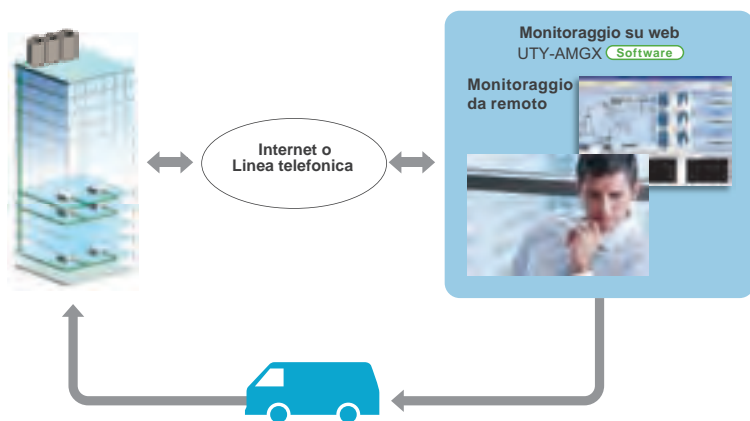 Monitoraggio su web
UTY-AMGX Software
Monitoraggio
da remoto
Internet o
Linea telefonica